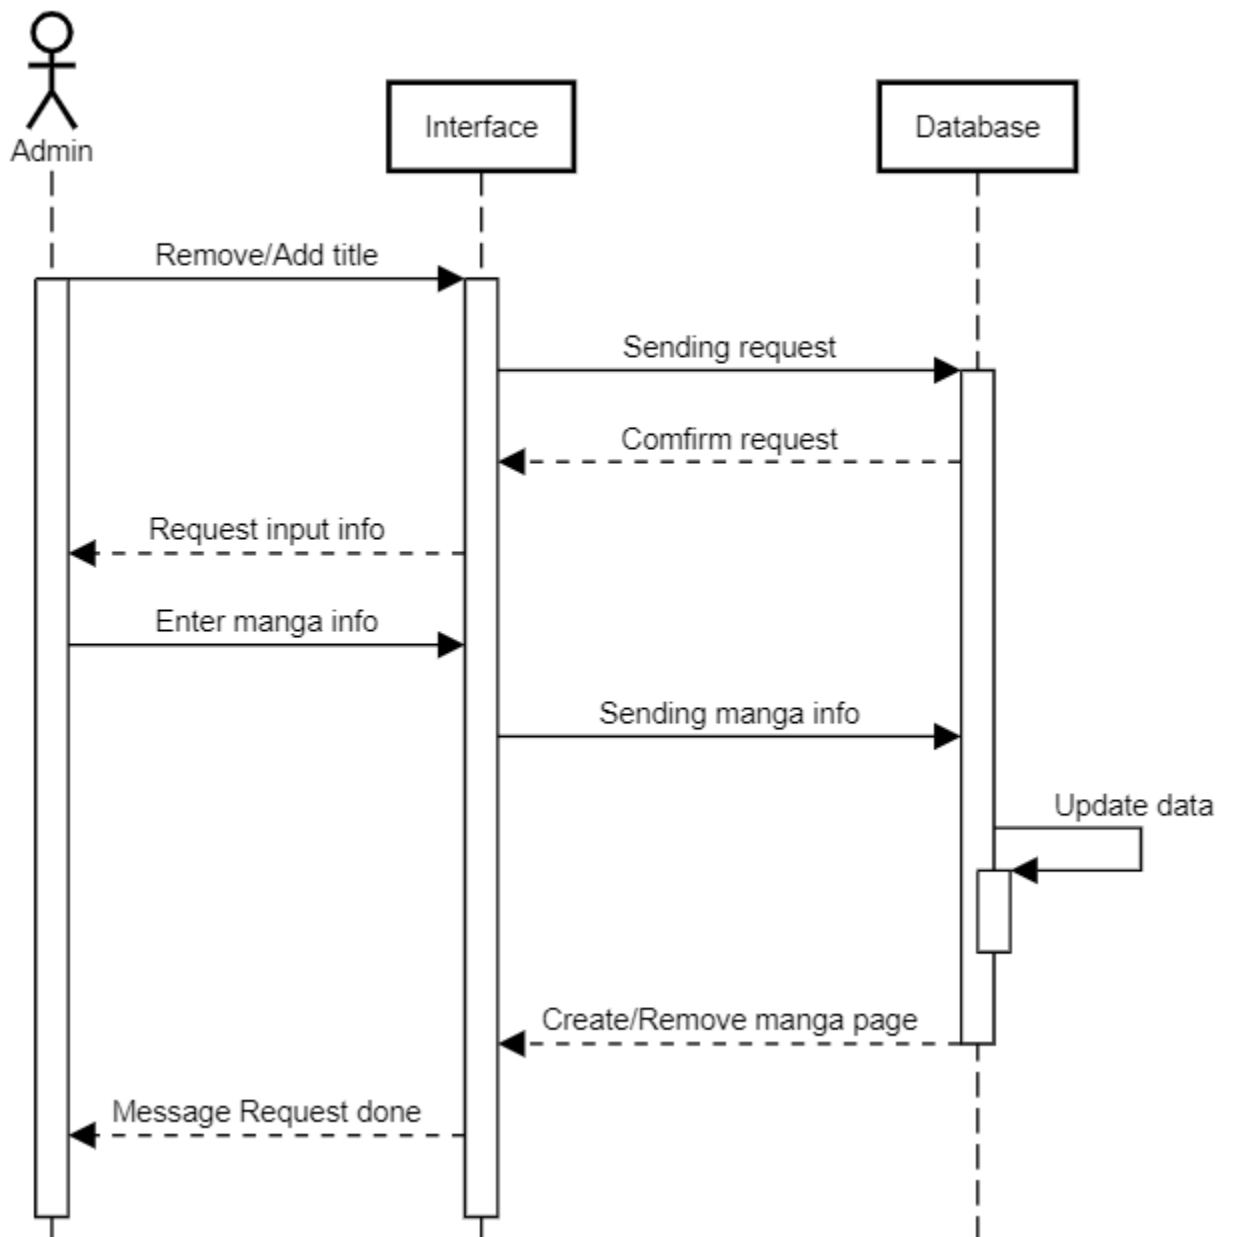 Admin
Interface
Database
Remove/Add title
Sending request
Comfirm request
Request input info
Enter manga info
Sending manga info
Update data
Create/Remove manga page
Message Request done